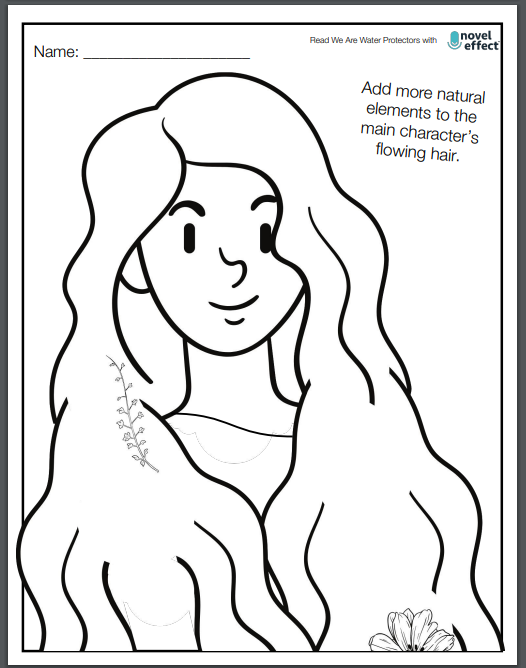 Read We Are Water Protectors with
novel
effect
Name: ____________________
Add more natural
elements to the
main character's
flowing hair.